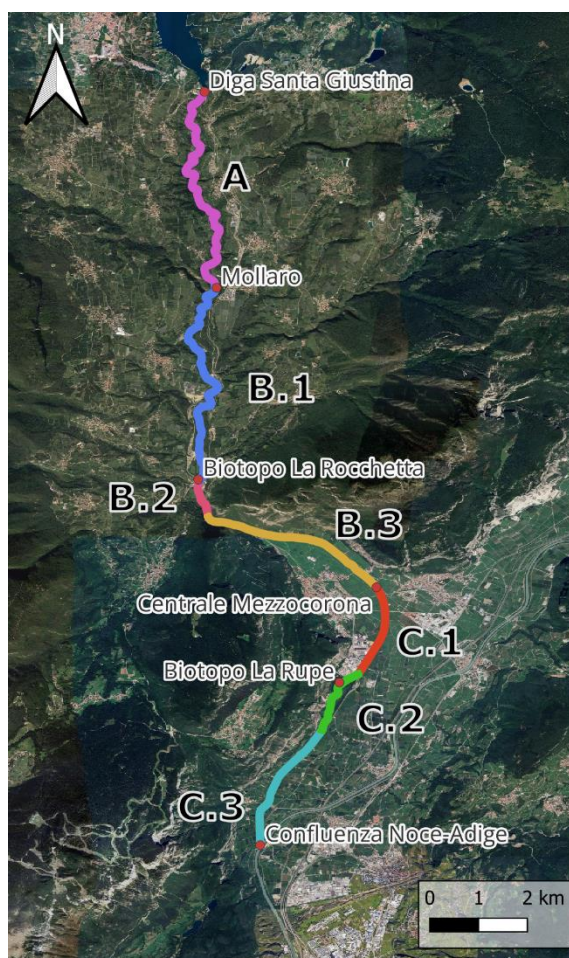 N
Diga Santa Giustina
A
Mollaro
B.1
Biotopo La Rocchetta
B.2
B.3
Centrale Mezzocorona
C.1
Biotopo La Rupe
C.2
C.3
Confluenza Noce-Adige
0 1 2 km